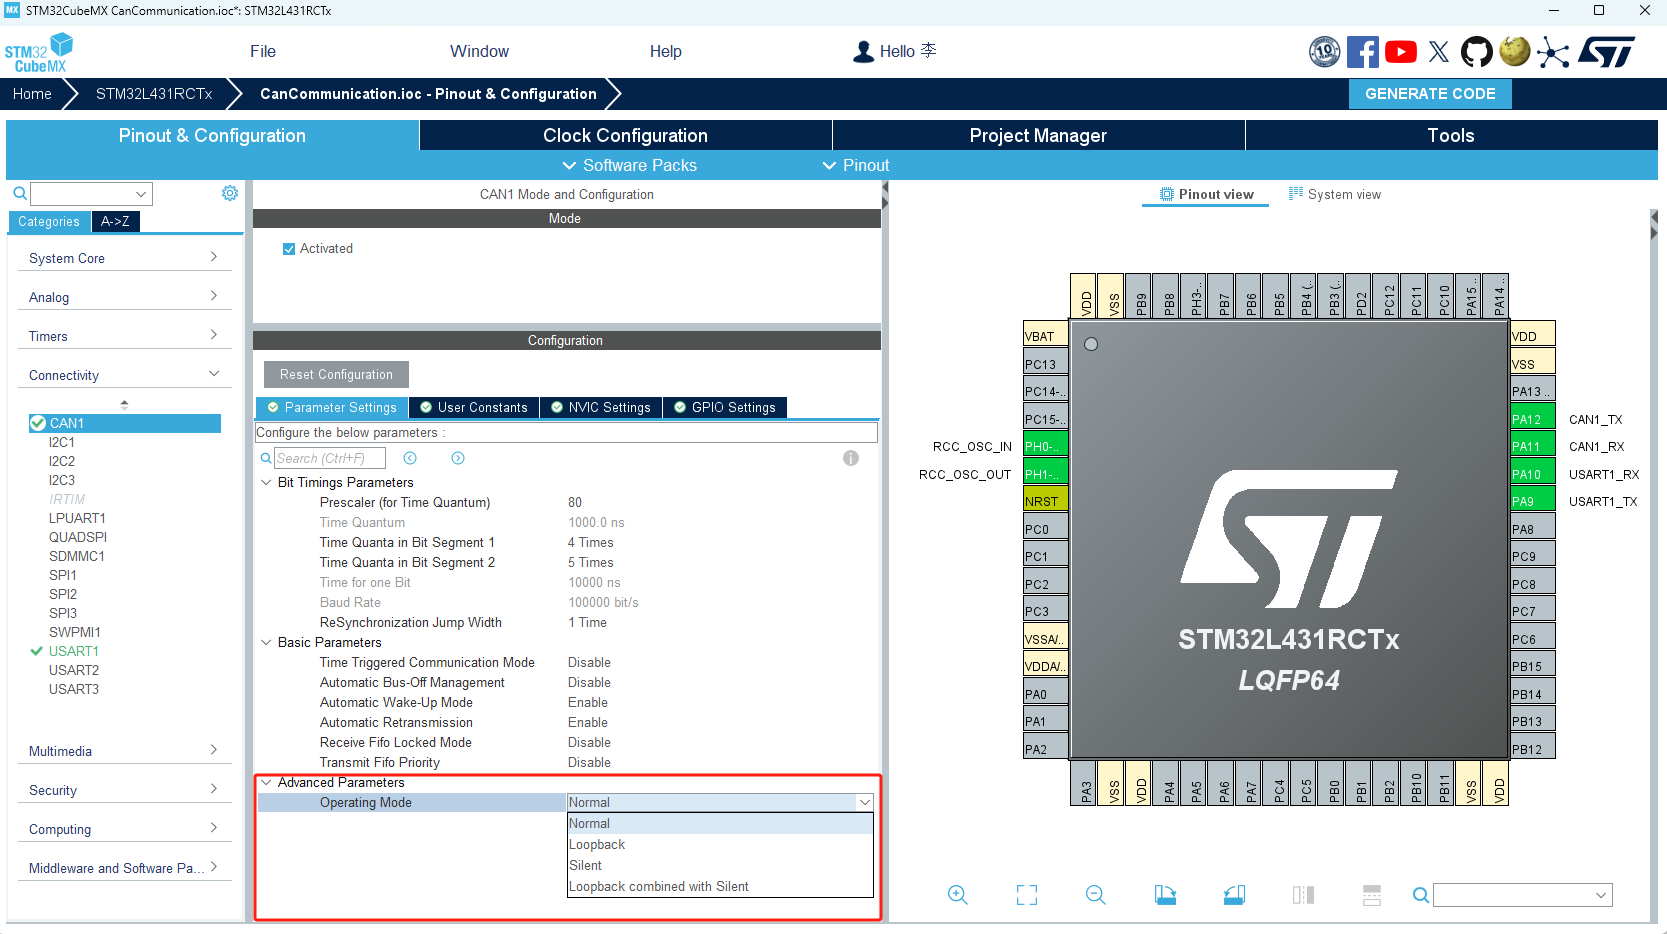 MX STM32CubeMX CanCommunication.ioc*: STM32L431RCTx
STM32
CubeMX
File
Window
Help
Hello 李
10
Home
STM32L431RCTx
CanCommunication.ioc - Pinout & Configuration
GENERATE CODE
Pinout & Configuration
Clock Configuration
Project Manager
Tools
Software Packs
Pinout
Categories
A->Z
System Core
Analog
Timers
Connectivity
CAN1
I2C1
I2C2
I2C3
IRTIM
LPUART1
QUADSPI
SDMMC1
SPI1
SPI2
SPI3
SWPMI1
USART1
USART2
USART3
Multimedia
Security
Computing
Middleware and Software Pa...
CAN1 Mode and Configuration
Mode
Activated
Configuration
Reset Configuration
Parameter Settings
User Constants
NVIC Settings
GPIO Settings
Configure the below parameters :
Search (Ctrl+F)
Bit Timings Parameters
Prescaler (for Time Quantum) 80
Time Quantum 1000.0 ns
Time Quanta in Bit Segment 1 4 Times
Time Quanta in Bit Segment 2 5 Times
Time for one Bit 10000 ns
Baud Rate 100000 bit/s
ReSynchronization Jump Width 1 Time
Basic Parameters
Time Triggered Communication Mode Disable
Automatic Bus-Off Management Disable
Automatic Wake-Up Mode Enable
Automatic Retransmission Enable
Receive Fifo Locked Mode Disable
Transmit Fifo Priority Disable
Advanced Parameters
Operating Mode Normal
Normal
Loopback
Silent
Loopback combined with Silent
Pinout view
System view
VDD
VSS
PB9
PB8
PH3-..
PB7
PB6
PB5
PB4 (..
PB3 (..
PD2
PC12
PC11
PC10
PA15 ..
PA14 ..
VBAT
PC13
PC14-..
PC15-..
RCC_OSC_IN PH0-..
RCC_OSC_OUT PH1-..
NRST
PC0
PC1
PC2
PC3
VSSA/..
VDDA/..
PA0
PA1
PA2
ST
STM32L431RCTx
LQFP64
VDD
VSS
PA13 ..
PA12 CAN1_TX
PA11 CAN1_RX
PA10 USART1_RX
PA9 USART1_TX
PA8
PC9
PC8
PC7
PC6
PB15
PB14
PB13
PB12
PA3
VSS
VDD
PA4
PA5
PA6
PA7
PC4
PC5
PB0
PB1
PB2
PB10
PB11
VSS
VDD